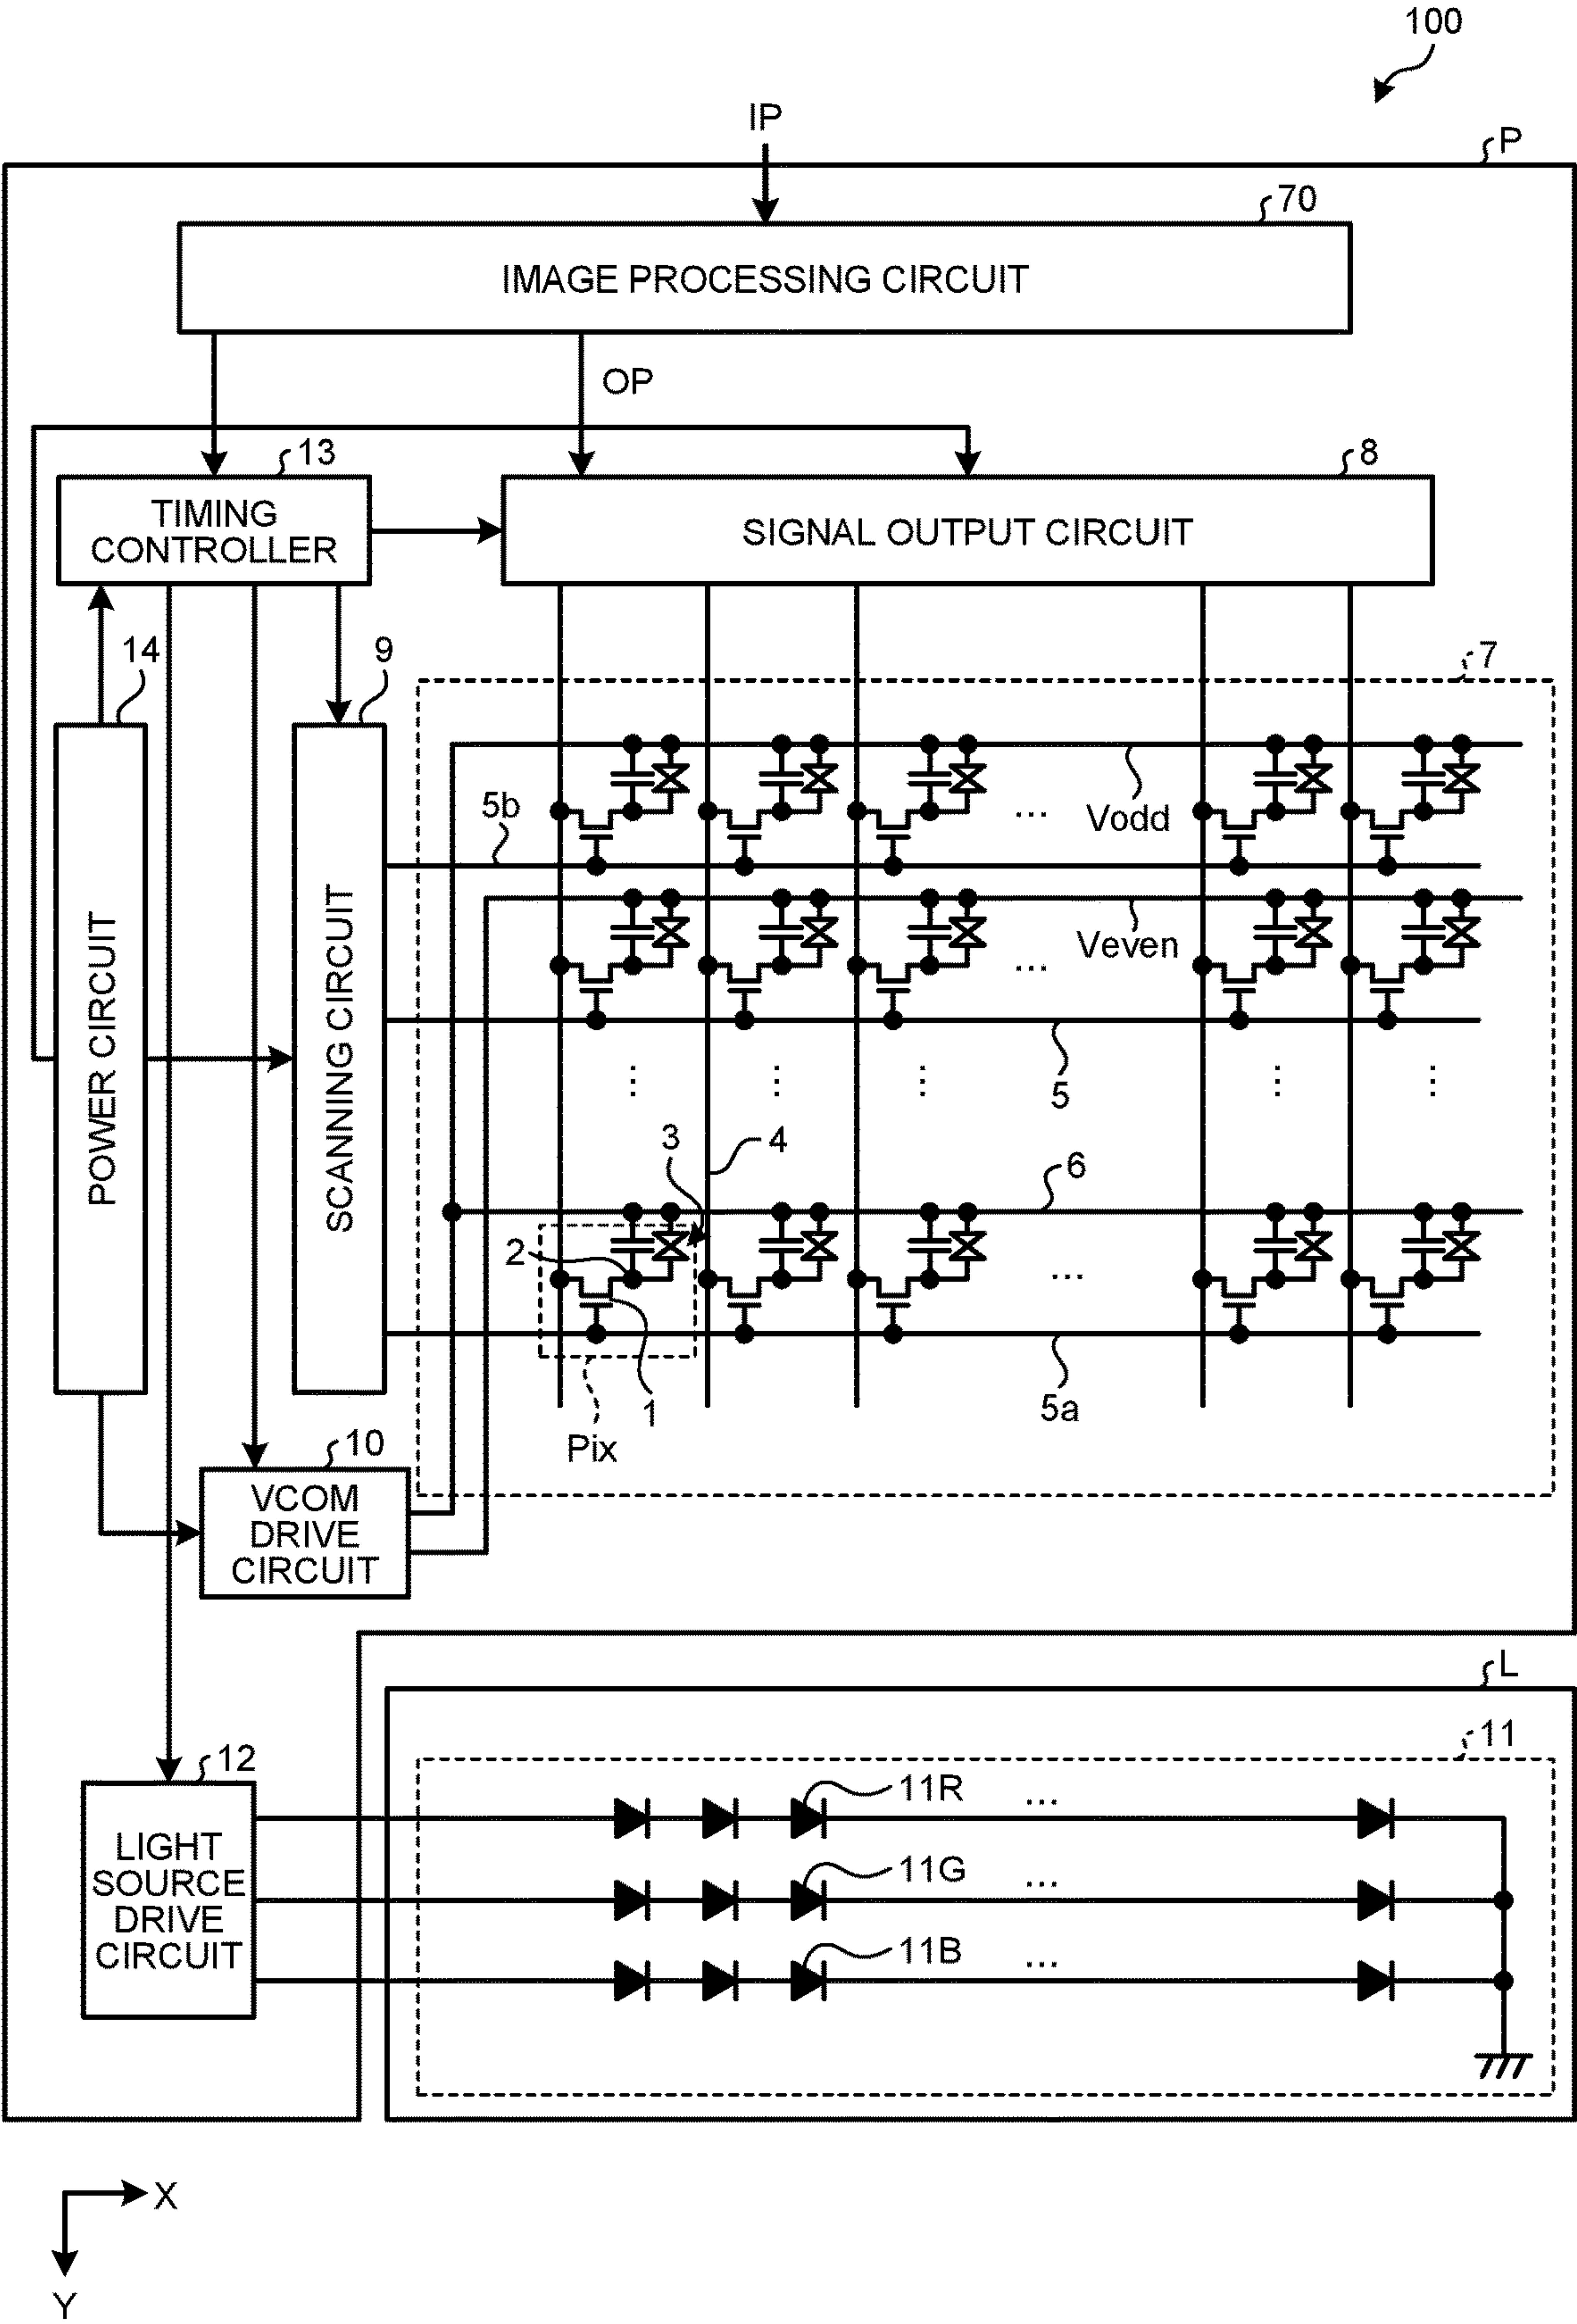 100
IP
P
70
IMAGE PROCESSING CIRCUIT
OP
13
8
TIMING
CONTROLLER
SIGNAL OUTPUT CIRCUIT
14
9
7
5b
Vodd
Veven
POWER CIRCUIT
SCANNING CIRCUIT
...
...
5
3
4
6
2
...
1
5a
Pix
10
VCOM
DRIVE
CIRCUIT
L
12
11
LIGHT
SOURCE
DRIVE
CIRCUIT
11R
...
11G
...
11B
...
X
Y